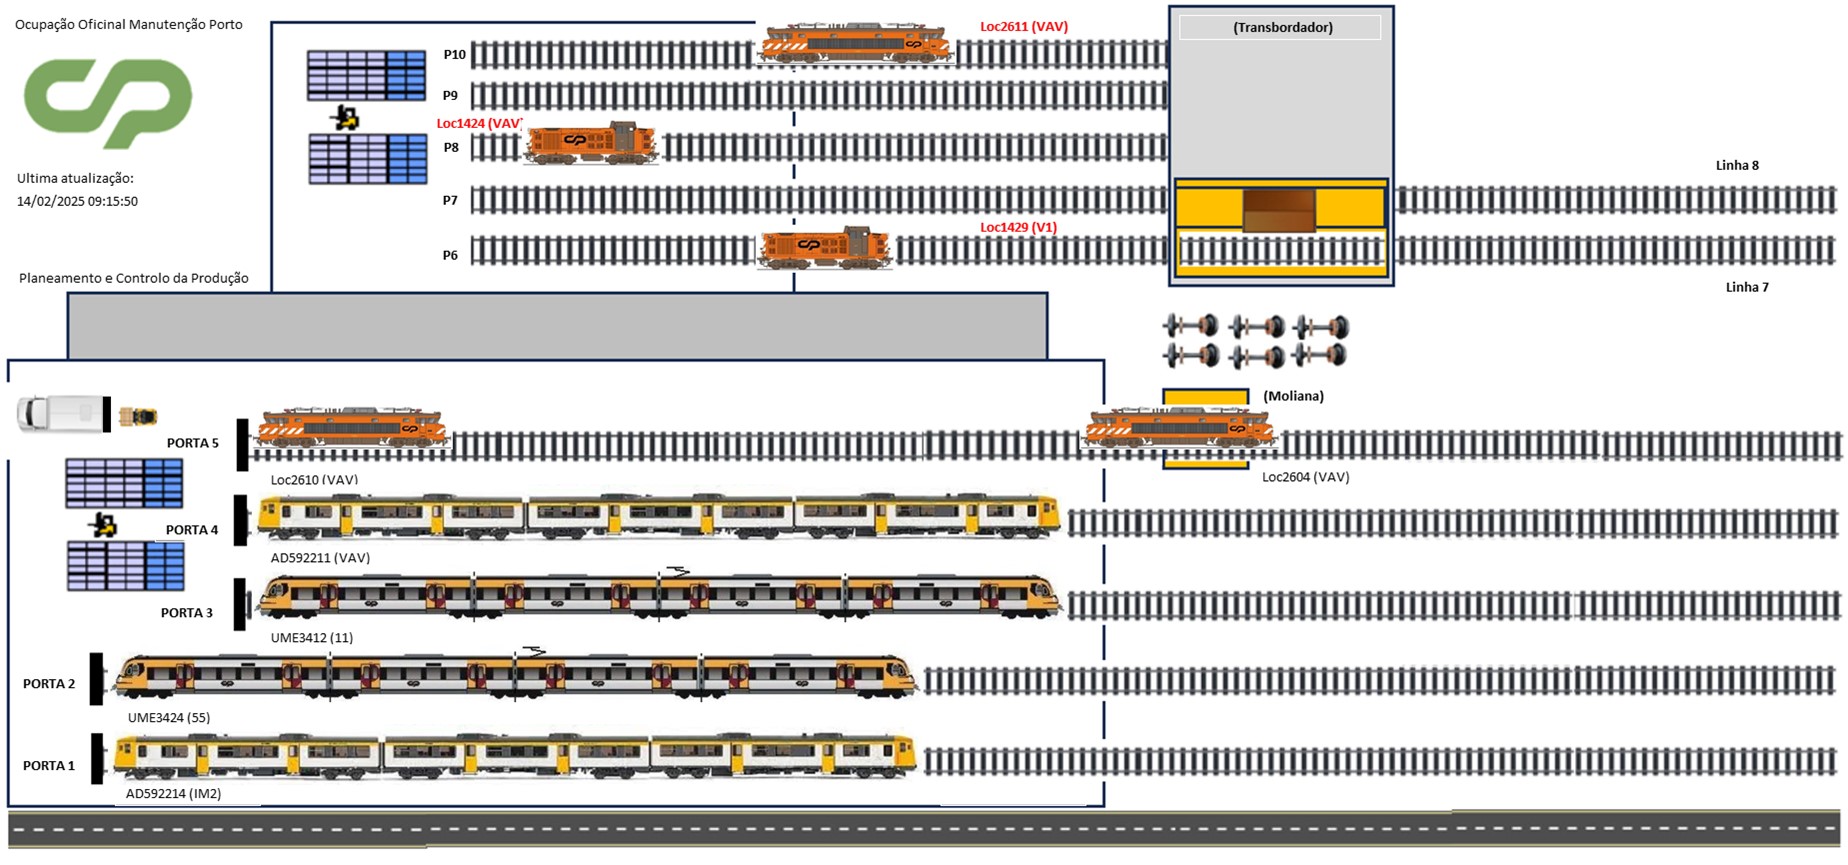 Ocupação Oficinal Manutenção Porto
CP
Ultima atualização:
14/02/2025 09:15:50
Planeamento e Controlo da Produção
Loc2611 (VAV)
(Transbordador)
P10
P9
Loc1424 (VAV)
P8
P7
Loc1429 (V1)
P6
Linha 8
Linha 7
(Moliana)
PORTA 5
Loc2610 (VAV)
Loc2604 (VAV)
PORTA 4
AD592211 (VAV)
PORTA 3
UME3412 (11)
PORTA 2
UME3424 (55)
PORTA 1
AD592214 (IM2)